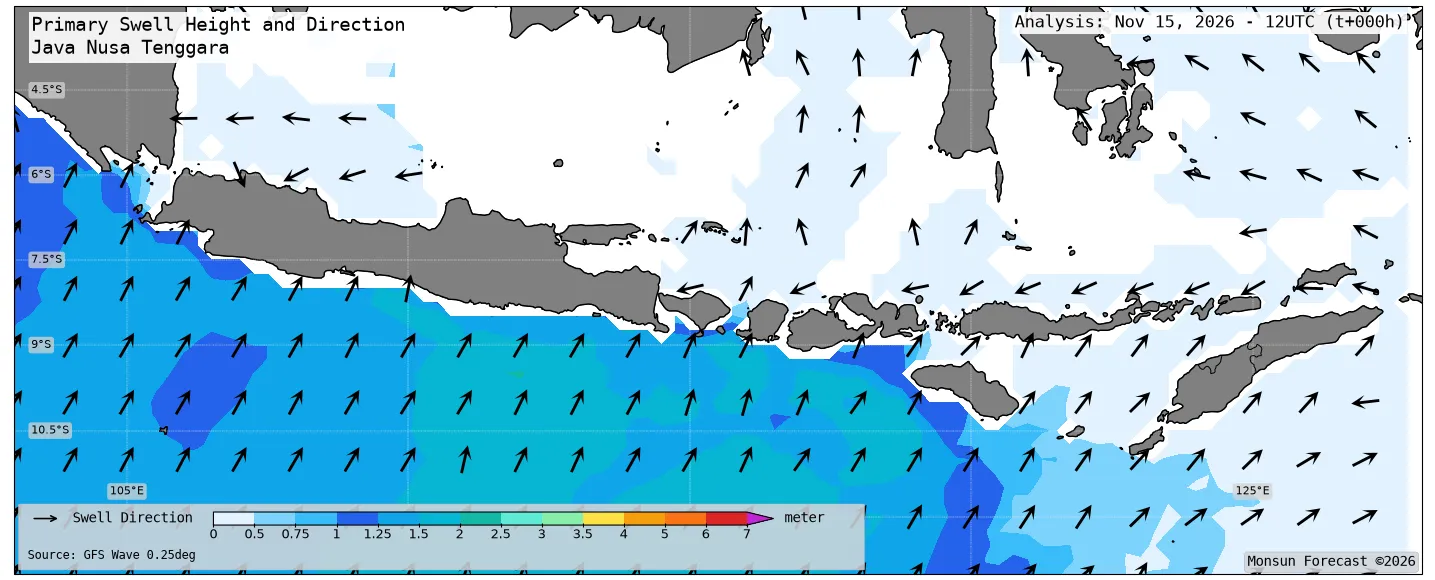 Primary Swell Height and Direction
Java Nusa Tenggara
Analysis: Nov 15, 2026 - 12UTC (t+000h)
4.5°S
6°S
7.5°S
9°S
10.5°S
105°E
125°E
Swell Direction
0 0.5 0.75 1 1.25 1.5 2 2.5 3 3.5 4 5 6 7
meter
Source: GFS Wave 0.25deg
Monsun Forecast ©2026